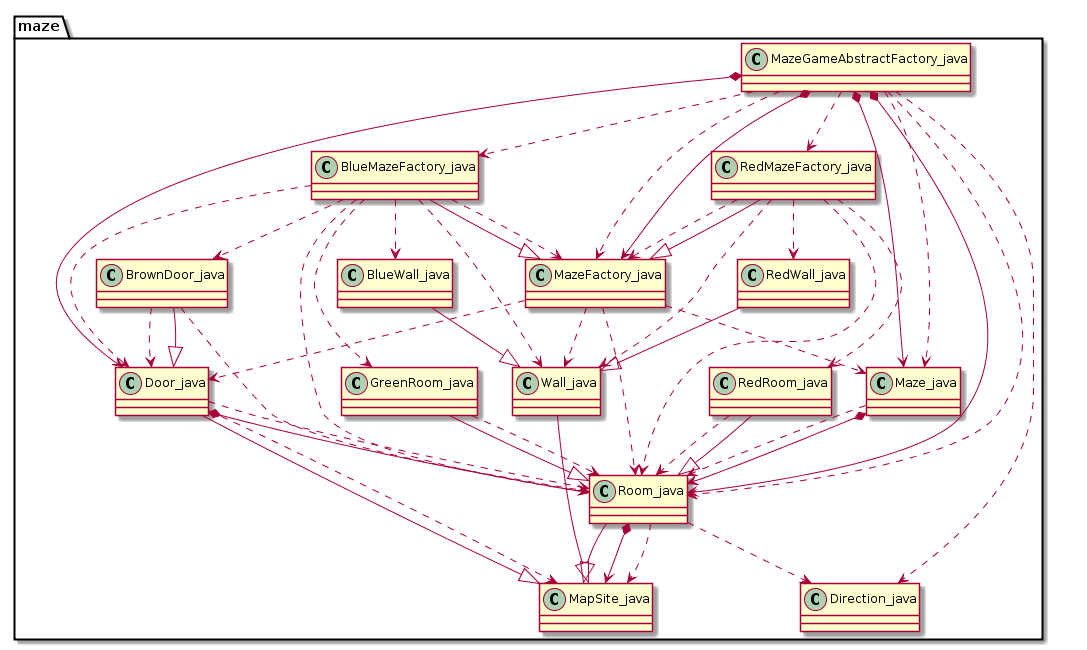 maze
C MazeGameAbstractFactory_java
C BlueMazeFactory_java
C RedMazeFactory_java
C BrownDoor_java
C BlueWall_java
C MazeFactory_java
C RedWall_java
C Door_java
C GreenRoom_java
C Wall_java
C RedRoom_java
C Maze_java
C Room_java
C MapSite_java
C Direction_java